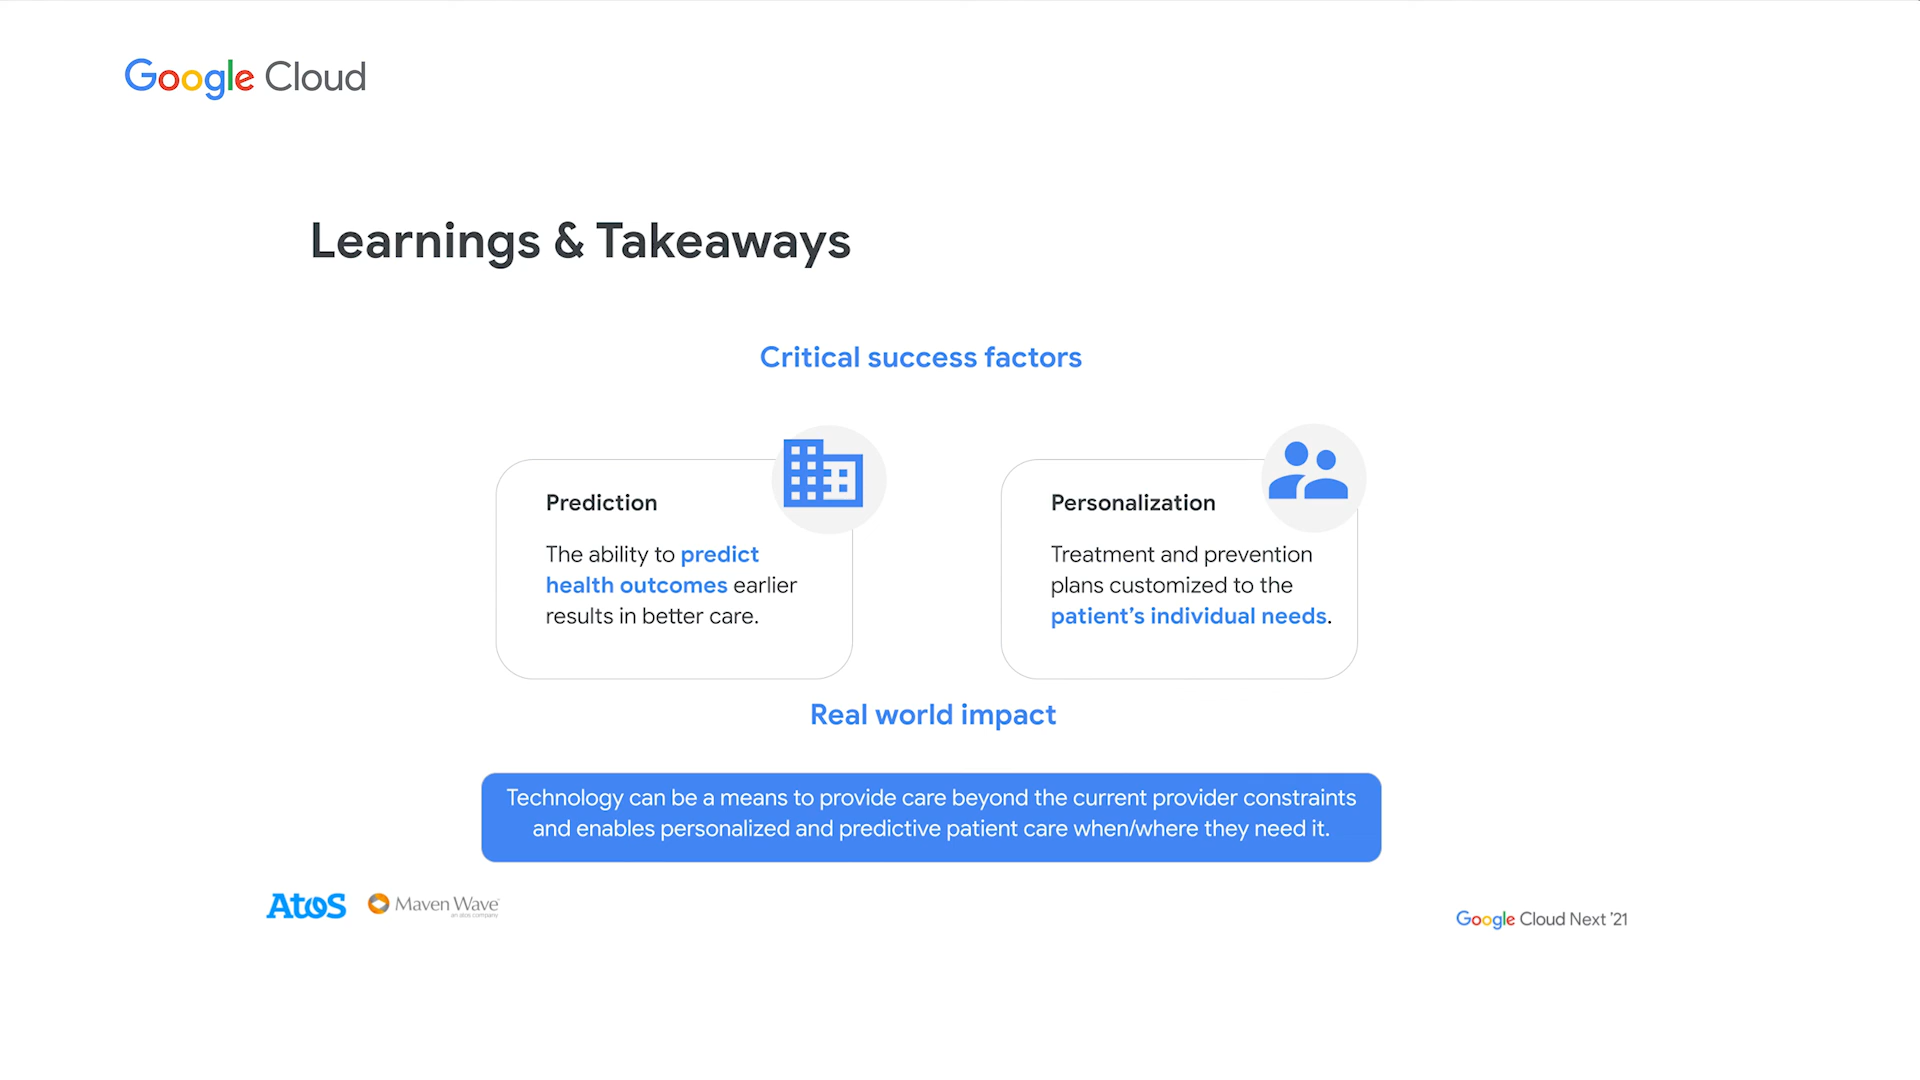 Google Cloud
Learnings & Takeaways
Critical success factors
Prediction
The ability to predict
health outcomes earlier
results in better care.
Personalization
Treatment and prevention
plans customized to the
patient’s individual needs.
Real world impact
Technology can be a means to provide care beyond the current provider constraints
and enables personalized and predictive patient care when/where they need it.
Atos
Maven Wave
an atos company
Google Cloud Next ’21